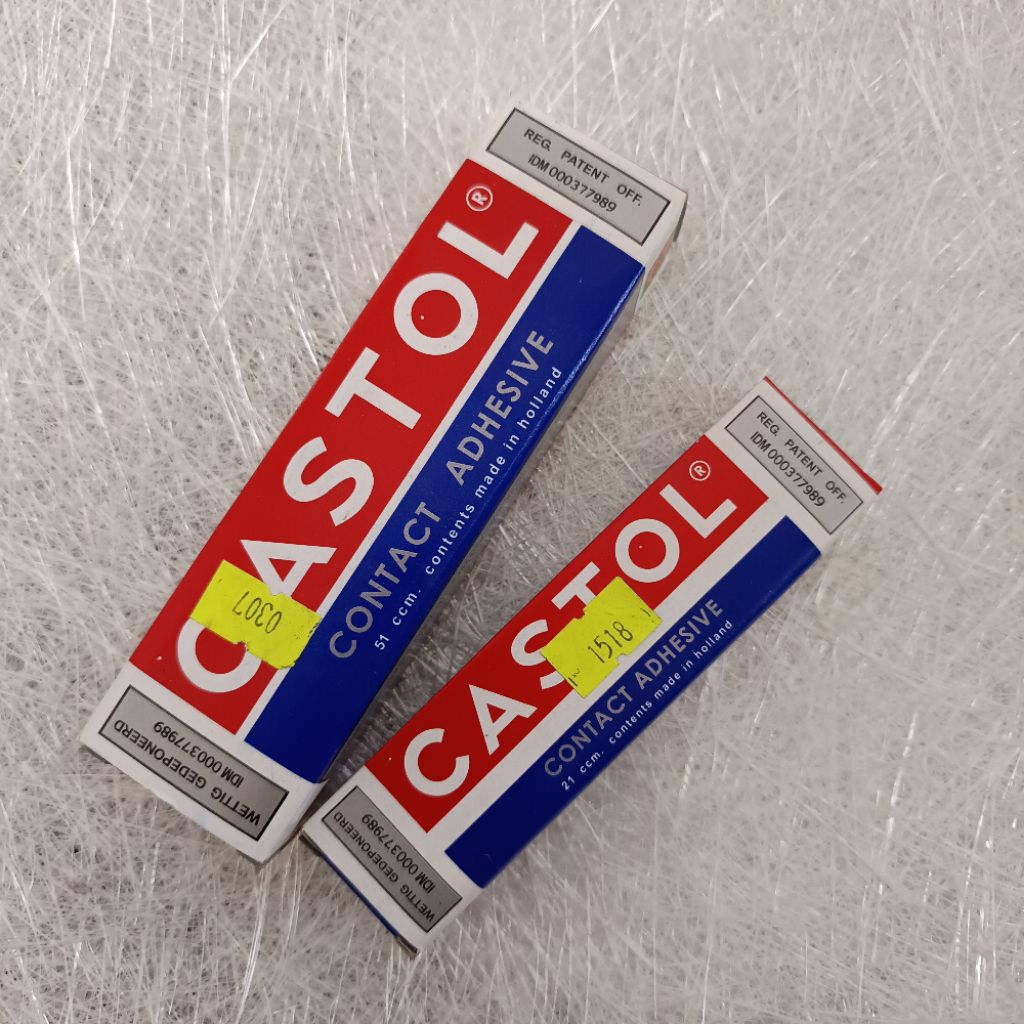 REG. PATENT OFF.
IDM 000377989
CASTOL®
CONTACT ADHESIVE
51 ccm. contents made in holland
0307
WETTIG GEDEPONEERD
IDM 000377989
REG. PATENT OFF.
IDM 000377989
CASTOL®
CONTACT ADHESIVE
21 ccm. contents made in holland
1518
WETTIG GEDEPONEERD
IDM 000377989